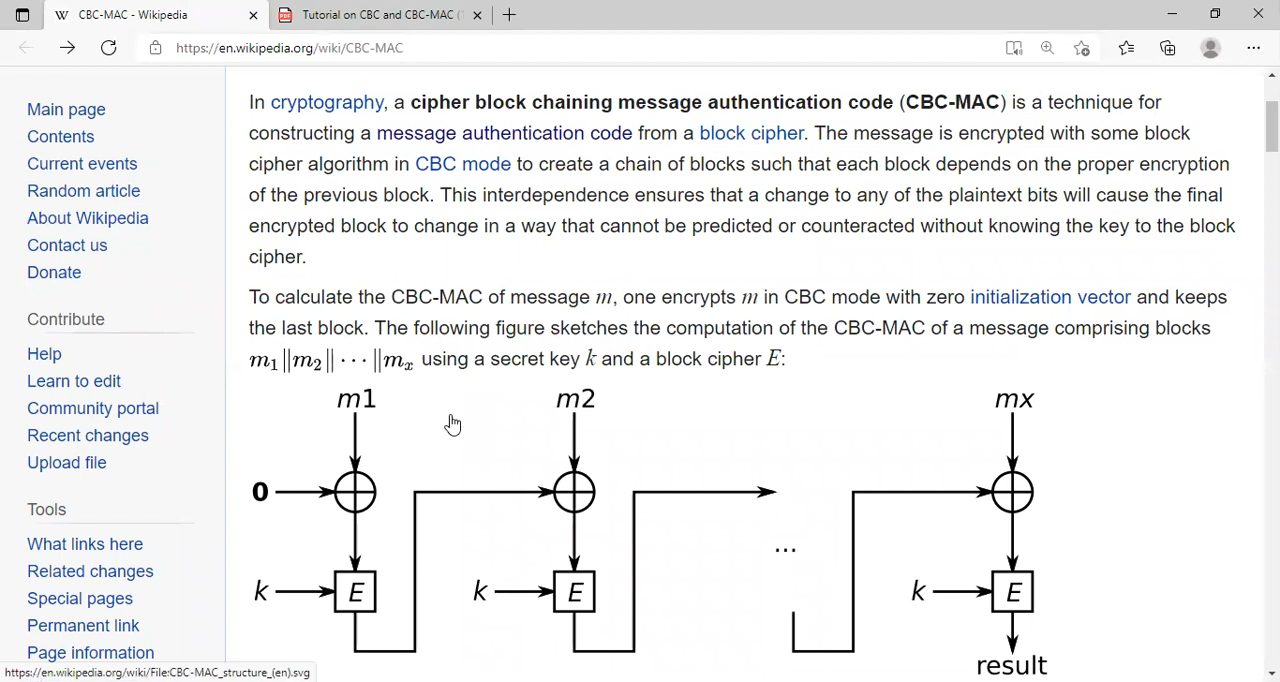 CBC-MAC - Wikipedia
Tutorial on CBC and CBC-MAC (
https://en.wikipedia.org/wiki/CBC-MAC
Main page
Contents
Current events
Random article
About Wikipedia
Contact us
Donate
Contribute
Help
Learn to edit
Community portal
Recent changes
Upload file
Tools
What links here
Related changes
Special pages
Permanent link
Page information
In cryptography, a cipher block chaining message authentication code (CBC-MAC) is a technique for
constructing a message authentication code from a block cipher. The message is encrypted with some block
cipher algorithm in CBC mode to create a chain of blocks such that each block depends on the proper encryption
of the previous block. This interdependence ensures that a change to any of the plaintext bits will cause the final
encrypted block to change in a way that cannot be predicted or counteracted without knowing the key to the block
cipher.
To calculate the CBC-MAC of message m, one encrypts m in CBC mode with zero initialization vector and keeps
the last block. The following figure sketches the computation of the CBC-MAC of a message comprising blocks
m₁‖m₂‖···‖mₓ using a secret key k and a block cipher E:
m1 m2 mx
0
...
k E k E k E
result
https://en.wikipedia.org/wiki/File:CBC-MAC_structure_(en).svg